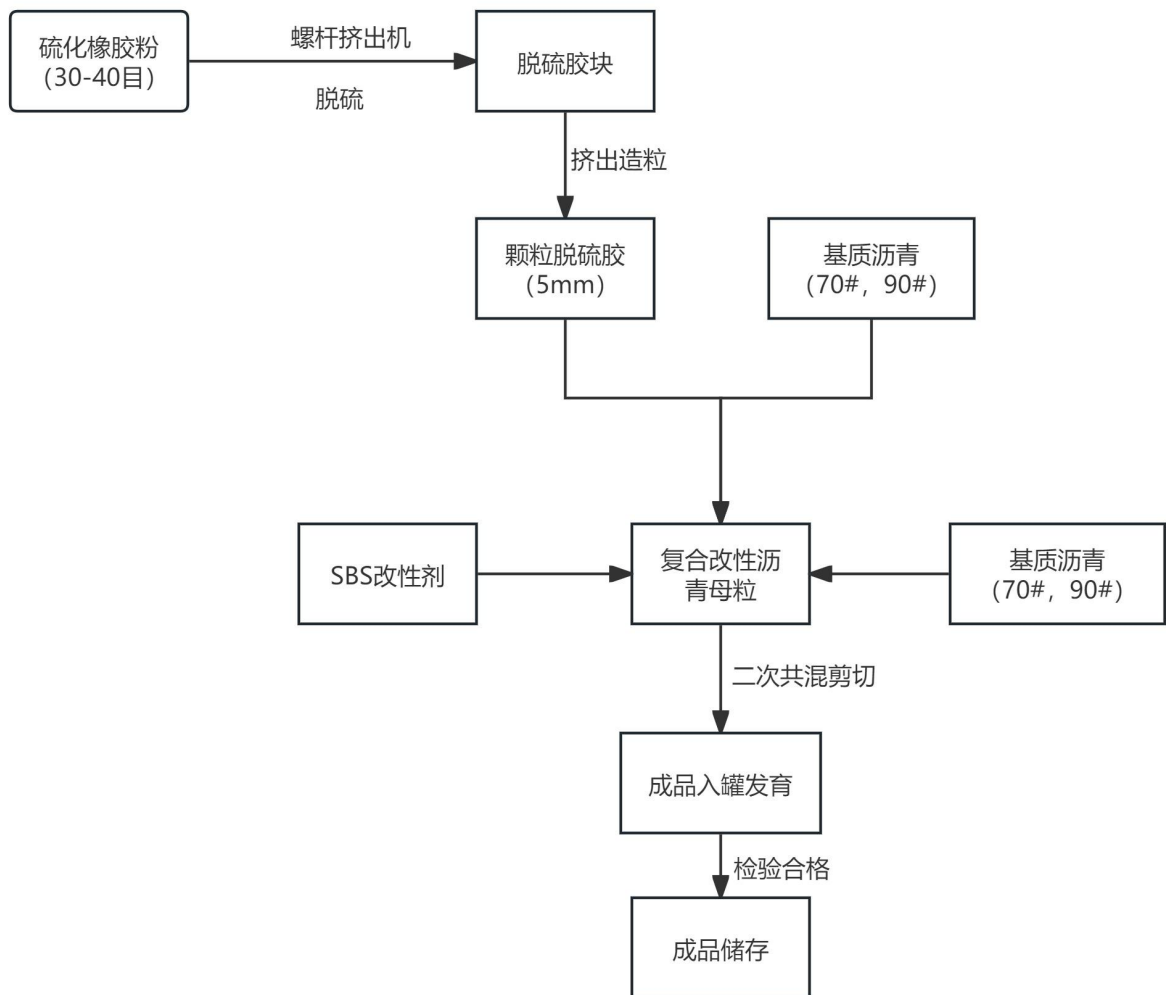 硫化橡胶粉
（30-40目）
螺杆挤出机
脱硫
脱硫胶块
挤出造粒
颗粒脱硫胶
（5mm）
基质沥青
（70#，90#）
SBS改性剂
复合改性沥
青母粒
基质沥青
（70#，90#）
二次共混剪切
成品入罐发育
检验合格
成品储存